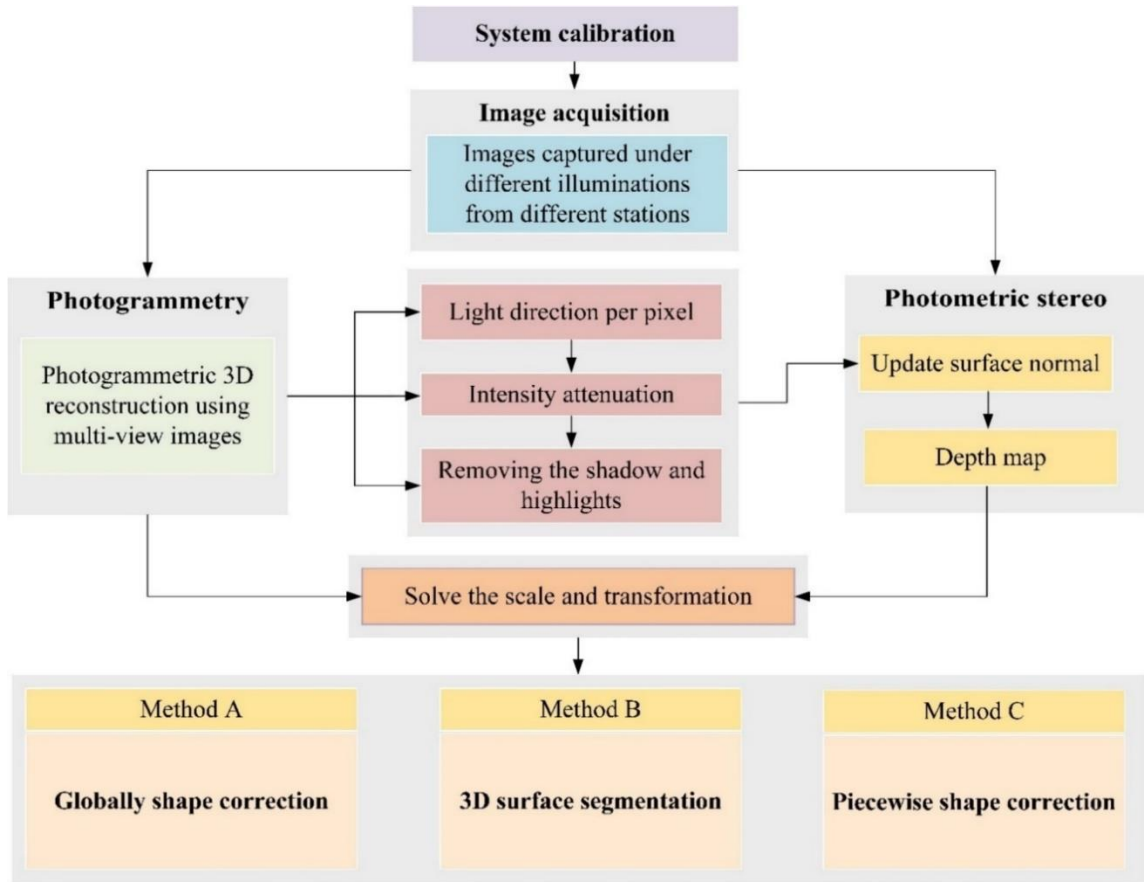 System calibration
Image acquisition
Images captured under
different illuminations
from different stations
Photogrammetry
Photogrammetric 3D
reconstruction using
multi-view images
Light direction per pixel
Intensity attenuation
Removing the shadow and
highlights
Photometric stereo
Update surface normal
Depth map
Solve the scale and transformation
Method A
Globally shape correction
Method B
3D surface segmentation
Method C
Piecewise shape correction